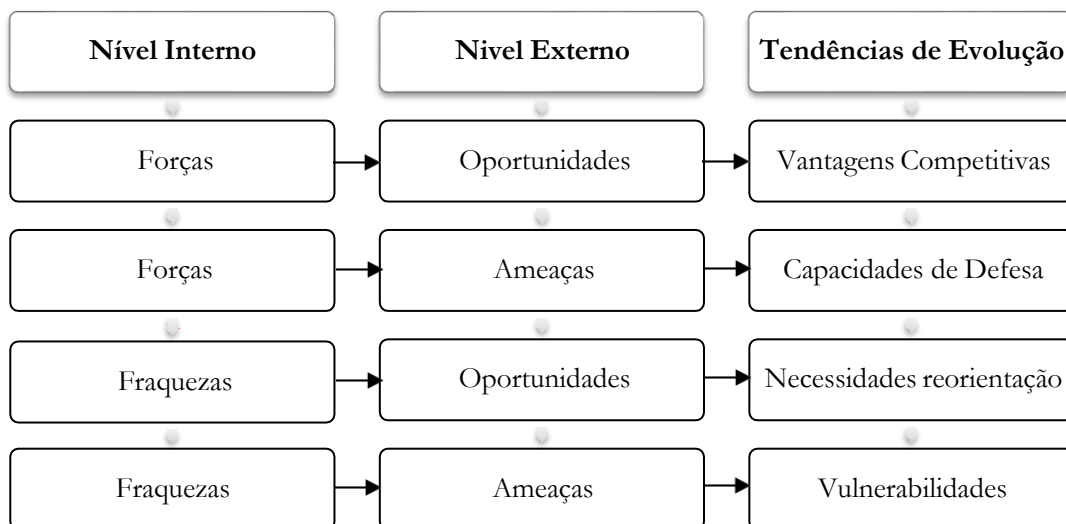 Nível Interno
Nivel Externo
Tendências de Evolução
Forças
Oportunidades
Vantagens Competitivas
Forças
Ameaças
Capacidades de Defesa
Fraquezas
Oportunidades
Necessidades reorientação
Fraquezas
Ameaças
Vulnerabilidades